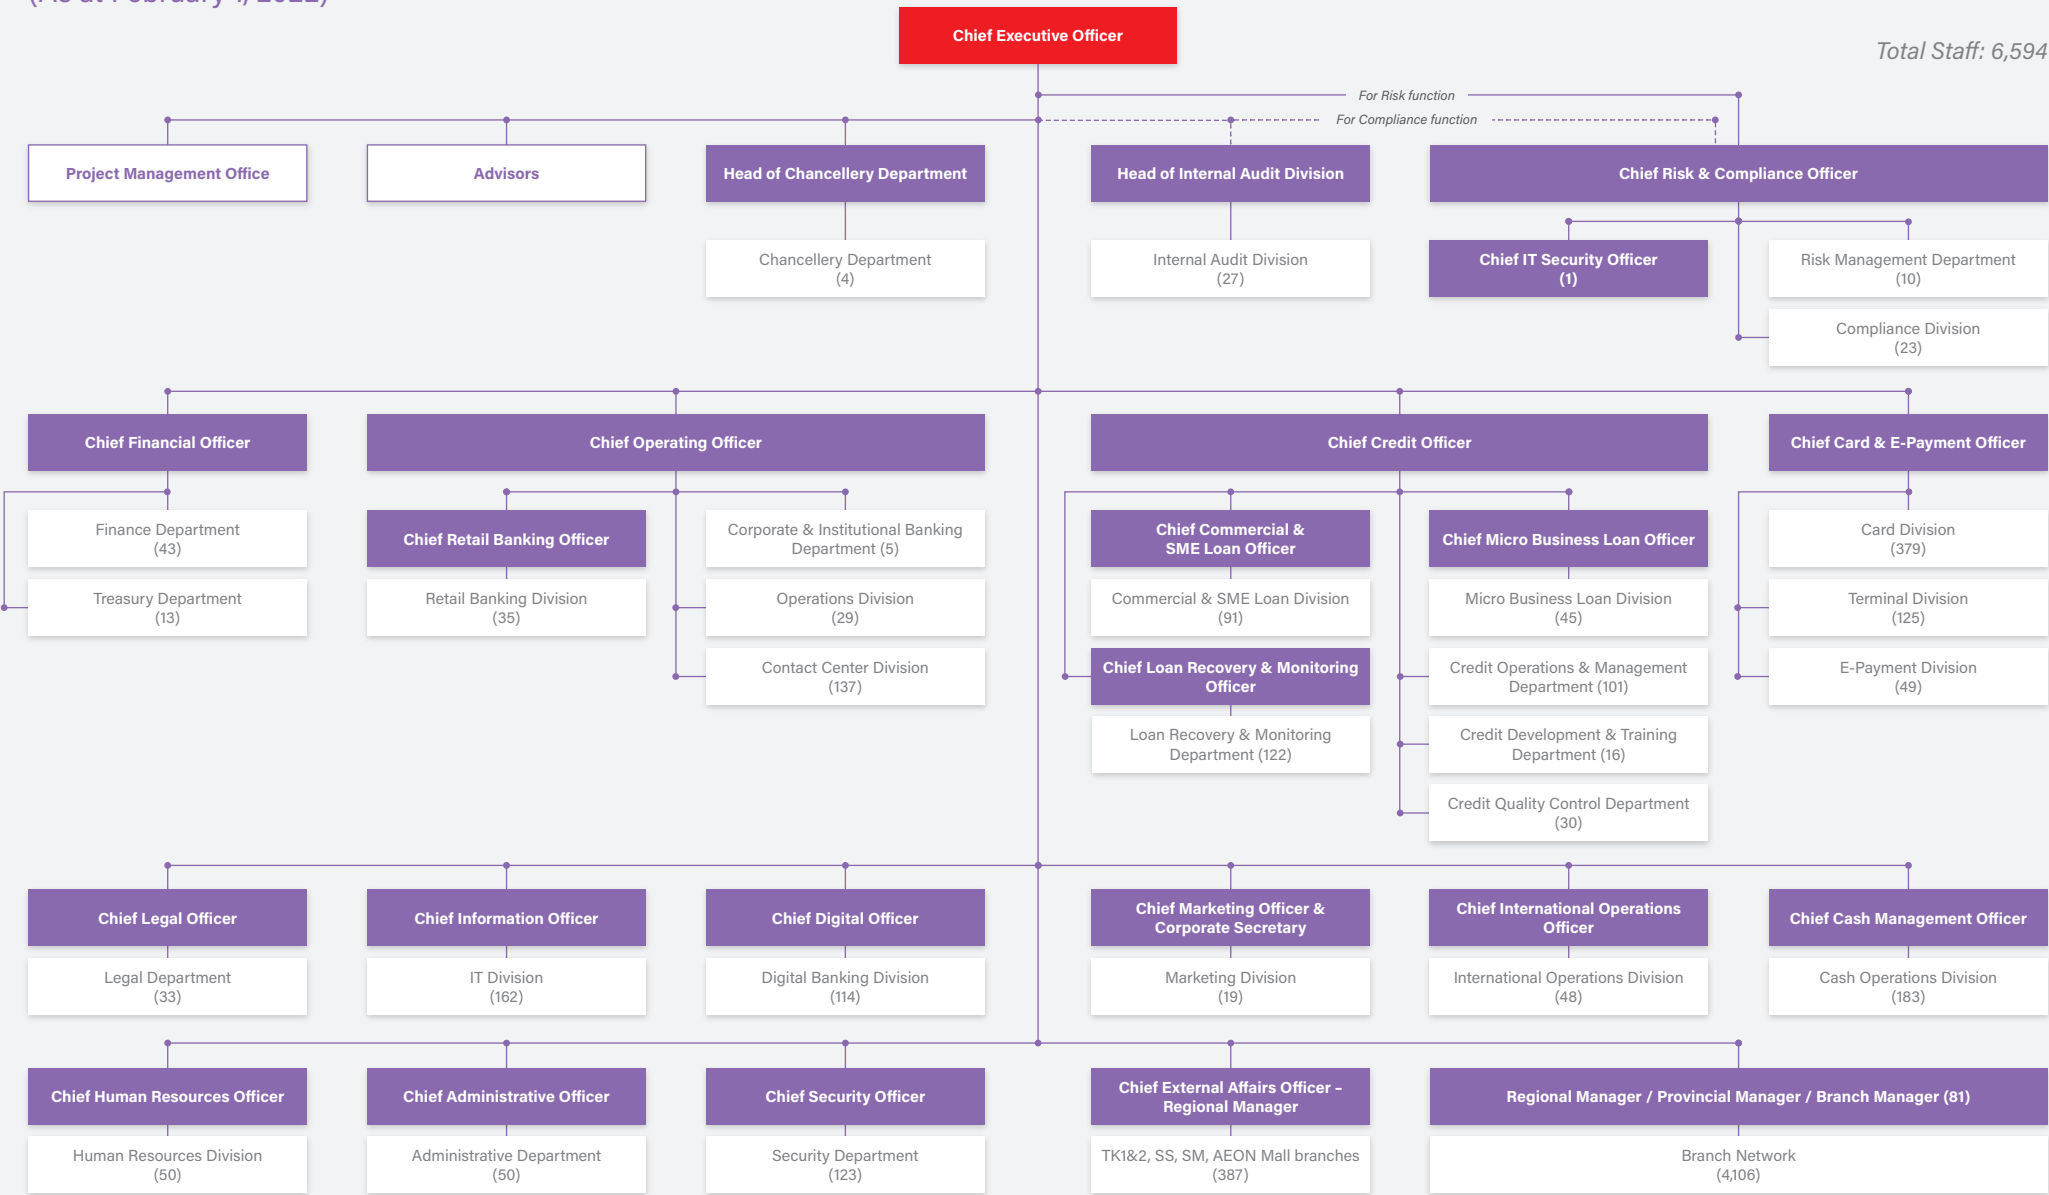 (As at February 1, 2022)
Chief Executive Officer
Total Staff: 6,594
For Risk function
For Compliance function
Project Management Office
Advisors
Head of Chancellery Department
Head of Internal Audit Division
Chief Risk & Compliance Officer
Chancellery Department
(4)
Internal Audit Division
(27)
Chief IT Security Officer
(1)
Risk Management Department
(10)
Compliance Division
(23)
Chief Financial Officer
Chief Operating Officer
Chief Credit Officer
Chief Card & E-Payment Officer
Finance Department
(43)
Chief Retail Banking Officer
Corporate & Institutional Banking
Department (5)
Chief Commercial &
SME Loan Officer
Chief Micro Business Loan Officer
Card Division
(379)
Treasury Department
(13)
Retail Banking Division
(35)
Operations Division
(29)
Commercial & SME Loan Division
(91)
Micro Business Loan Division
(45)
Terminal Division
(125)
Contact Center Division
(137)
Chief Loan Recovery & Monitoring
Officer
Credit Operations & Management
Department (101)
E-Payment Division
(49)
Loan Recovery & Monitoring
Department (122)
Credit Development & Training
Department (16)
Credit Quality Control Department
(30)
Chief Legal Officer
Chief Information Officer
Chief Digital Officer
Chief Marketing Officer &
Corporate Secretary
Chief International Operations
Officer
Chief Cash Management Officer
Legal Department
(33)
IT Division
(162)
Digital Banking Division
(114)
Marketing Division
(19)
International Operations Division
(48)
Cash Operations Division
(183)
Chief Human Resources Officer
Chief Administrative Officer
Chief Security Officer
Chief External Affairs Officer –
Regional Manager
Regional Manager / Provincial Manager / Branch Manager (81)
Human Resources Division
(50)
Administrative Department
(50)
Security Department
(123)
TK1&2, SS, SM, AEON Mall branches
(387)
Branch Network
(4,106)